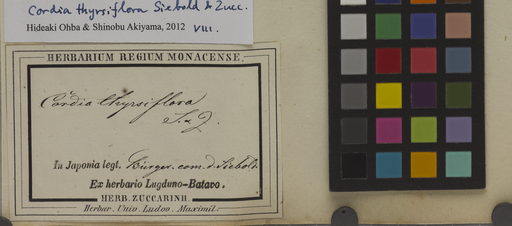 Cordia thyrsiflora Siebold & Zucc.
Hideaki Ohba & Shinobu Akiyama, 2012 VIII.
HERBARIUM REGIUM MONACENSE.
Cordia thyrsiflora
S. & Z.
In Japonia legt. Bürger. com. d. Siebold.
Ex herbario Lugduno-Batavo.
HERB. ZUCCARINII
Herbar. Univ. Ludov. Maximil.